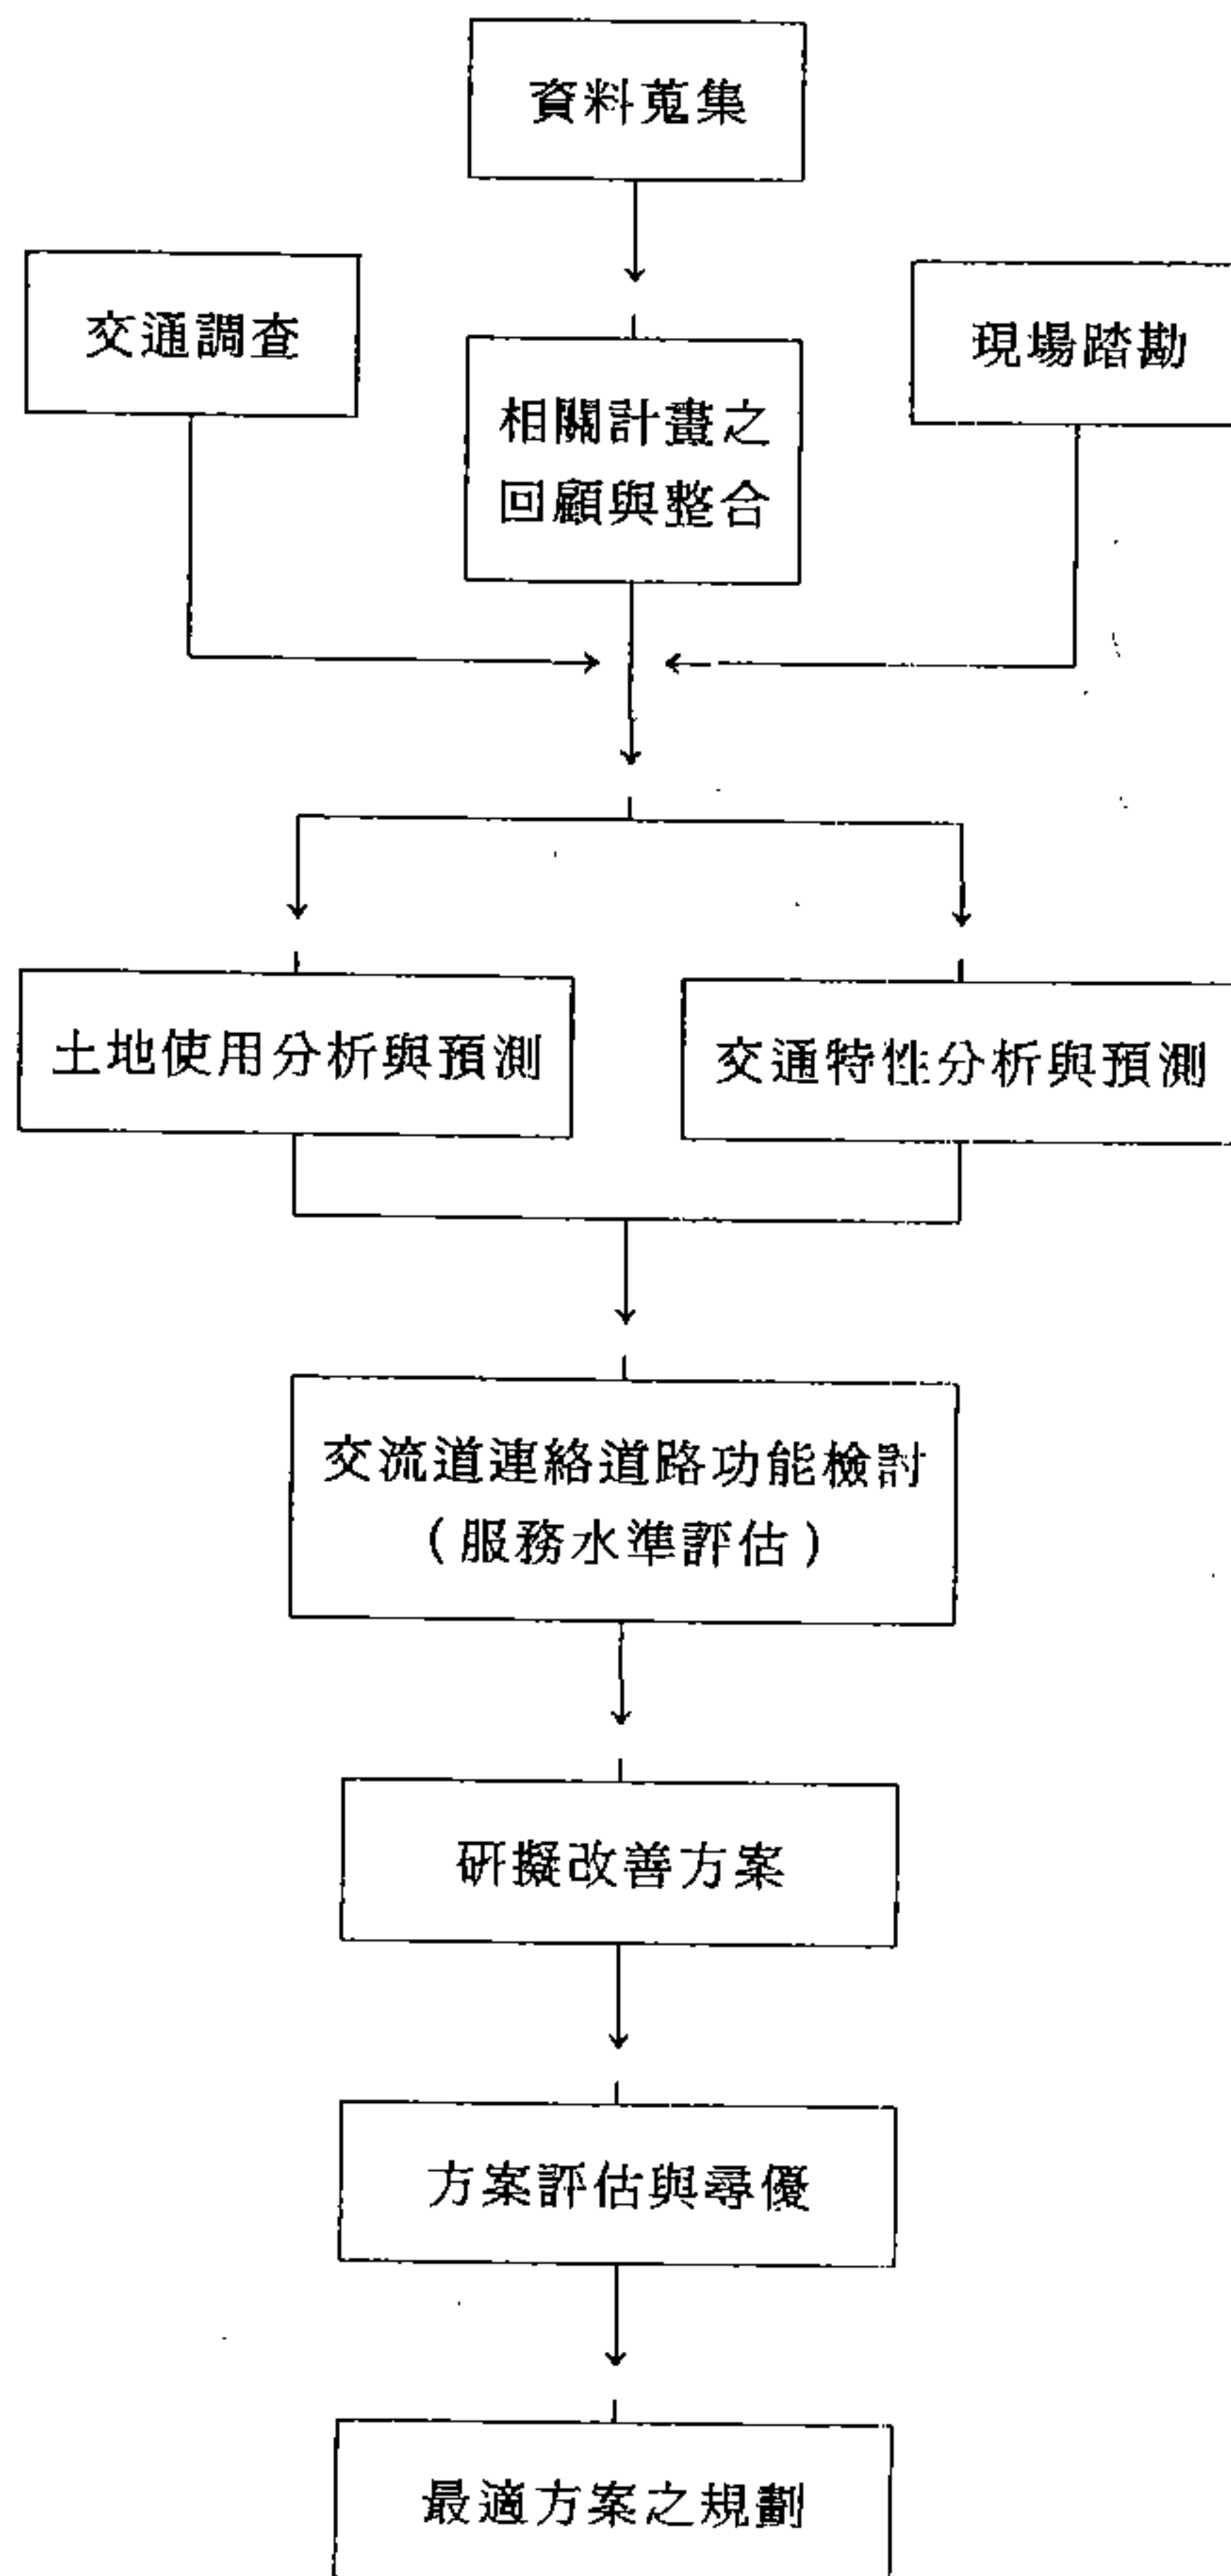 資料蒐集
交通調查
相關計畫之
回顧與整合
現場踏勘
土地使用分析與預測
交通特性分析與預測
交流道連絡道路功能檢討
(服務水準評估)
研擬改善方案
方案評估與尋優
最適方案之規劃